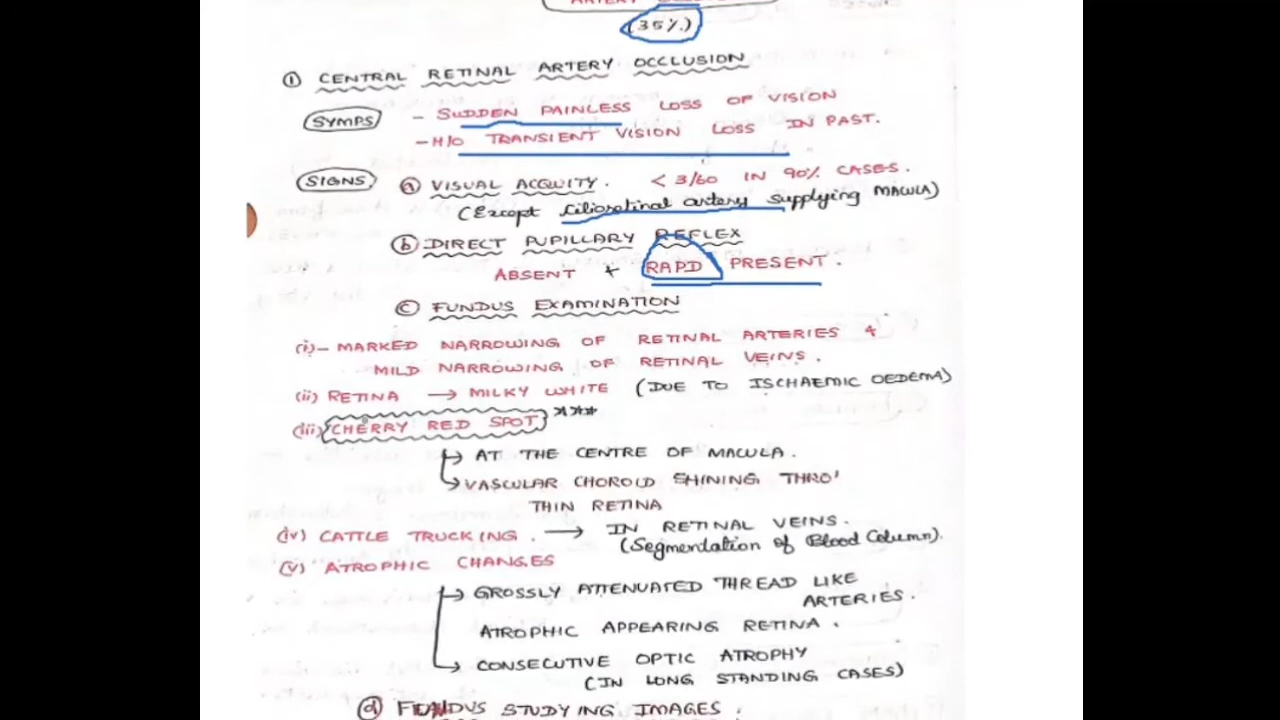 (35%)
① CENTRAL RETINAL ARTERY OCCLUSION
SYMPS - SUDDEN PAINLESS LOSS OF VISION
- H/O TRANSIENT VISION LOSS IN PAST.
SIGNS ⓐ VISUAL ACQUITY. < 3/60 IN 90% CASES.
(Except cilioretinal artery supplying MACULA)
ⓑ DIRECT PUPILLARY REFLEX
ABSENT + RAPD PRESENT.
ⓒ FUNDUS EXAMINATION
(i) - MARKED NARROWING OF RETINAL ARTERIES &
MILD NARROWING OF RETINAL VEINS.
(ii) RETINA → MILKY WHITE (DUE TO ISCHAEMIC OEDEMA)
(iii) CHERRY RED SPOT ***
→ AT THE CENTRE OF MACULA.
→ VASCULAR CHOROID SHINING THRO'
THIN RETINA
(iv) CATTLE TRUCKING. → IN RETINAL VEINS.
(Segmentation of Blood Column).
(v) ATROPHIC CHANGES
→ GROSSLY ATTENUATED THREAD LIKE
ARTERIES.
ATROPHIC APPEARING RETINA.
→ CONSECUTIVE OPTIC ATROPHY
(IN LONG STANDING CASES)
ⓓ FUNDUS STUDYING IMAGES.